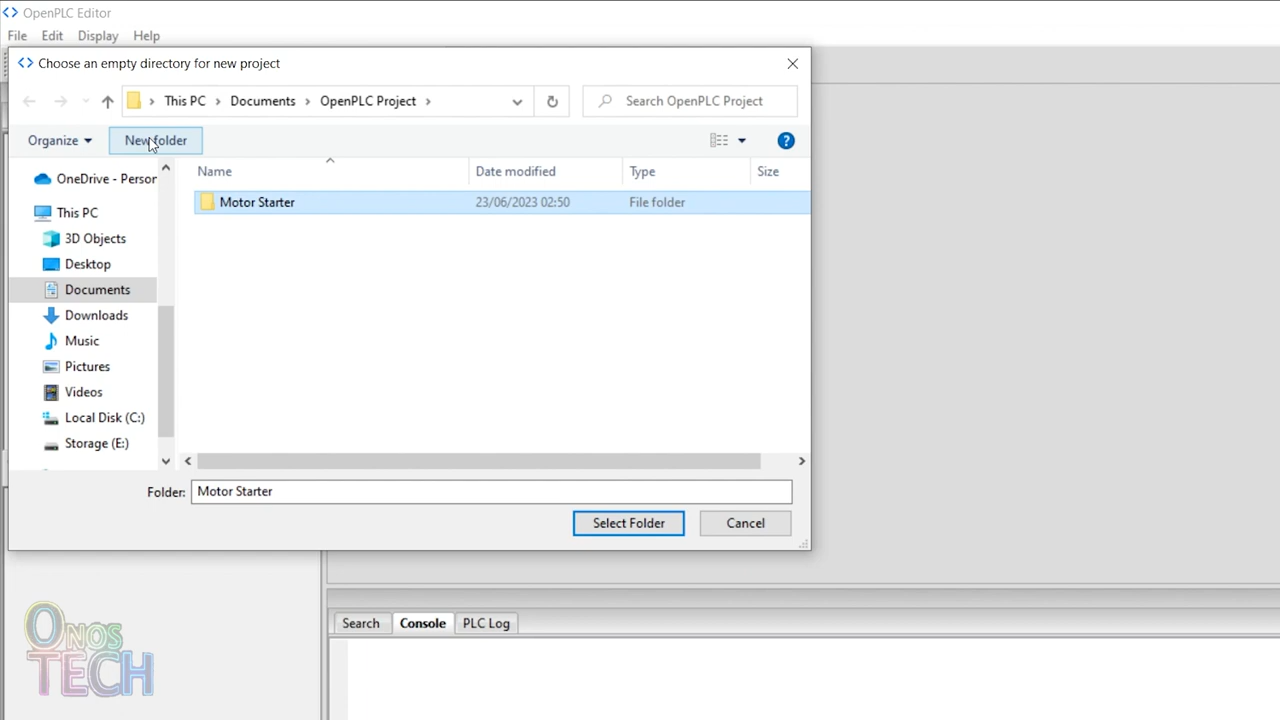 OpenPLC Editor
File Edit Display Help
Choose an empty directory for new project
This PC Documents OpenPLC Project
Search OpenPLC Project
Organize New folder
Name Date modified Type Size
OneDrive - Person
This PC
3D Objects
Desktop
Documents
Downloads
Music
Pictures
Videos
Local Disk (C:)
Storage (E:)
Motor Starter 23/06/2023 02:50 File folder
Folder: Motor Starter
Select Folder Cancel
Search Console PLC Log
ONOS
TECH